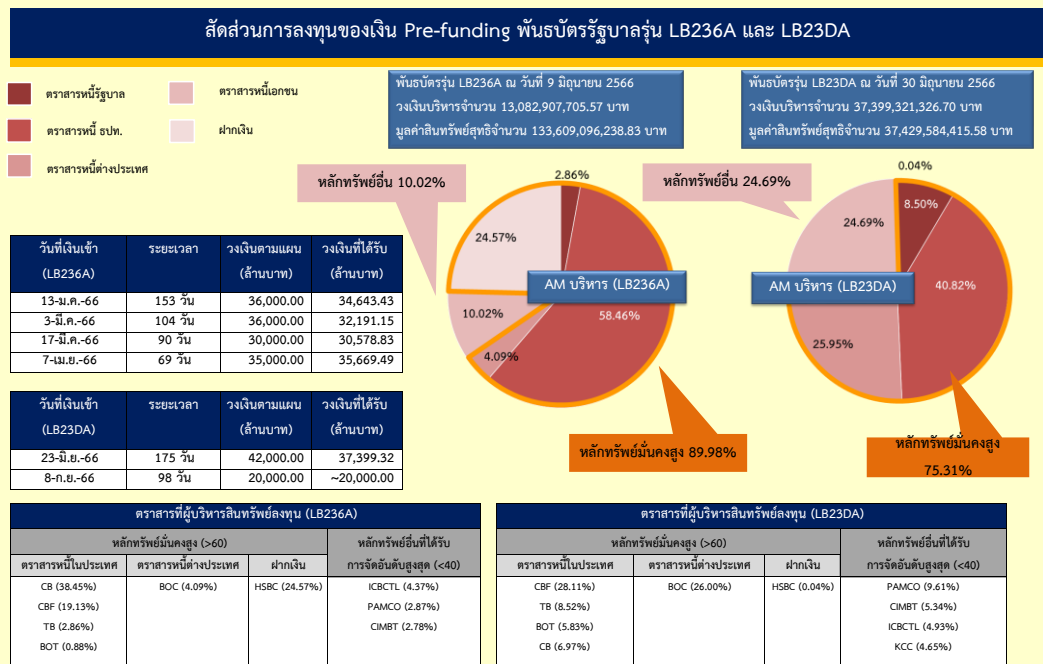 สัดส่วนการลงทุนของเงิน Pre-funding พันธบัตรรัฐบาลรุ่น LB236A และ LB23DA
ตราสารหนี้รัฐบาล
ตราสารหนี้เอกชน
ตราสารหนี้ ธปท.
ฝากเงิน
ตราสารหนี้ต่างประเทศ
พันธบัตรรุ่น LB236A ณ วันที่ 9 มิถุนายน 2566
วงเงินบริหารจำนวน 13,082,907,705.57 บาท
มูลค่าสินทรัพย์สุทธิจำนวน 133,609,096,238.83 บาท
พันธบัตรรุ่น LB23DA ณ วันที่ 30 มิถุนายน 2566
วงเงินบริหารจำนวน 37,399,321,326.70 บาท
มูลค่าสินทรัพย์สุทธิจำนวน 37,429,584,415.58 บาท
หลักทรัพย์อื่น 10.02%
2.86%
24.57%
AM บริหาร (LB236A)
10.02%
58.46%
4.09%
หลักทรัพย์มั่นคงสูง 89.98%
หลักทรัพย์อื่น 24.69%
0.04%
8.50%
24.69%
AM บริหาร (LB23DA)
40.82%
25.95%
หลักทรัพย์มั่นคงสูง
75.31%
วันที่เงินเข้า ระยะเวลา วงเงินตามแผน วงเงินที่ได้รับ
(LB236A) (ล้านบาท) (ล้านบาท)
13-ม.ค.-66 153 วัน 36,000.00 34,643.43
3-มี.ค.-66 104 วัน 36,000.00 32,191.15
17-มี.ค.-66 90 วัน 30,000.00 30,578.83
7-เม.ย.-66 69 วัน 35,000.00 35,669.49
วันที่เงินเข้า ระยะเวลา วงเงินตามแผน วงเงินที่ได้รับ
(LB23DA) (ล้านบาท) (ล้านบาท)
23-มิ.ย.-66 175 วัน 42,000.00 37,399.32
8-ก.ย.-66 98 วัน 20,000.00 ~20,000.00
ตราสารที่ผู้บริหารสินทรัพย์ลงทุน (LB236A)
หลักทรัพย์มั่นคงสูง (>60) หลักทรัพย์อื่นที่ได้รับ
ตราสารหนี้ในประเทศ ตราสารหนี้ต่างประเทศ ฝากเงิน การจัดอันดับสูงสุด (<40)
CB (38.45%) BOC (4.09%) HSBC (24.57%) ICBCTL (4.37%)
CBF (19.13%) PAMCO (2.87%)
TB (2.86%) CIMBT (2.78%)
BOT (0.88%)
ตราสารที่ผู้บริหารสินทรัพย์ลงทุน (LB23DA)
หลักทรัพย์มั่นคงสูง (>60) หลักทรัพย์อื่นที่ได้รับ
ตราสารหนี้ในประเทศ ตราสารหนี้ต่างประเทศ ฝากเงิน การจัดอันดับสูงสุด (<40)
CBF (28.11%) BOC (26.00%) HSBC (0.04%) PAMCO (9.61%)
TB (8.52%) CIMBT (5.34%)
BOT (5.83%) ICBCTL (4.93%)
CB (6.97%) KCC (4.65%)